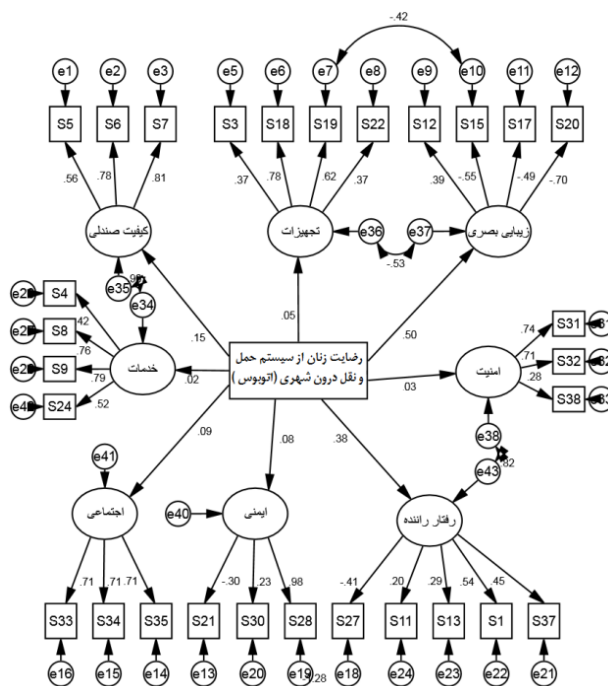 -.42
e1 e2 e3 e5 e6 e7 e8 e9 e10 e11 e12
S5 S6 S7 S3 S18 S19 S22 S12 S15 S17 S20
.56 .78 .81 .37 .78 .62 .37 .39 -.55 -.49 -.70
کیفیت صندلی تجهیزات زیبایی بصری
e36 e37
-.53
e35 e34
S4 S8 S9 S24
.42 .76 .79 .52
خدمات
.15 .05 .50
رضایت زنان از سیستم حمل
و نقل درون شهری (اتوبوس )
.02 .03
امنیت
.74 .71 .28
S31 S32 S38
e38
.82
e43
.09 .08 .38
e41
اجتماعی
e40
ایمنی
رفتار راننده
.71 .71 .71 -.30 .23 .98 -.41 .20 .29 .54 .45
S33 S34 S35 S21 S30 S28 S27 S11 S13 S1 S37
e16 e15 e14 e13 e20 e19 e18 e24 e23 e22 e21